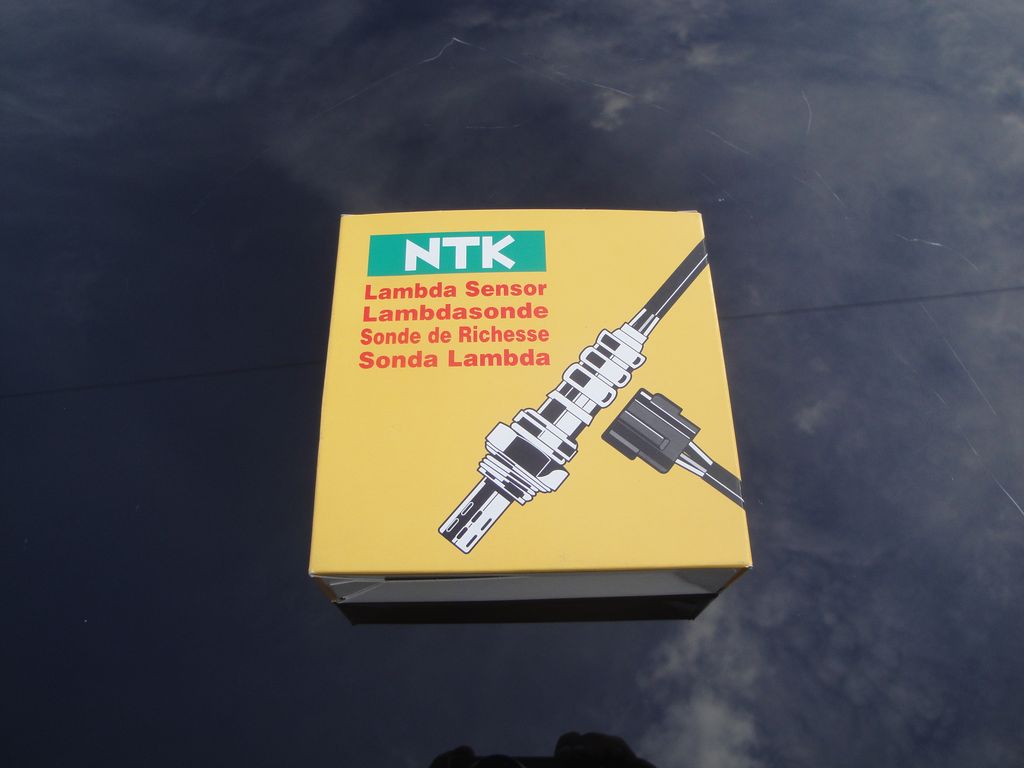 NTK
Lambda Sensor
Lambdasonde
Sonde de Richesse
Sonda Lambda